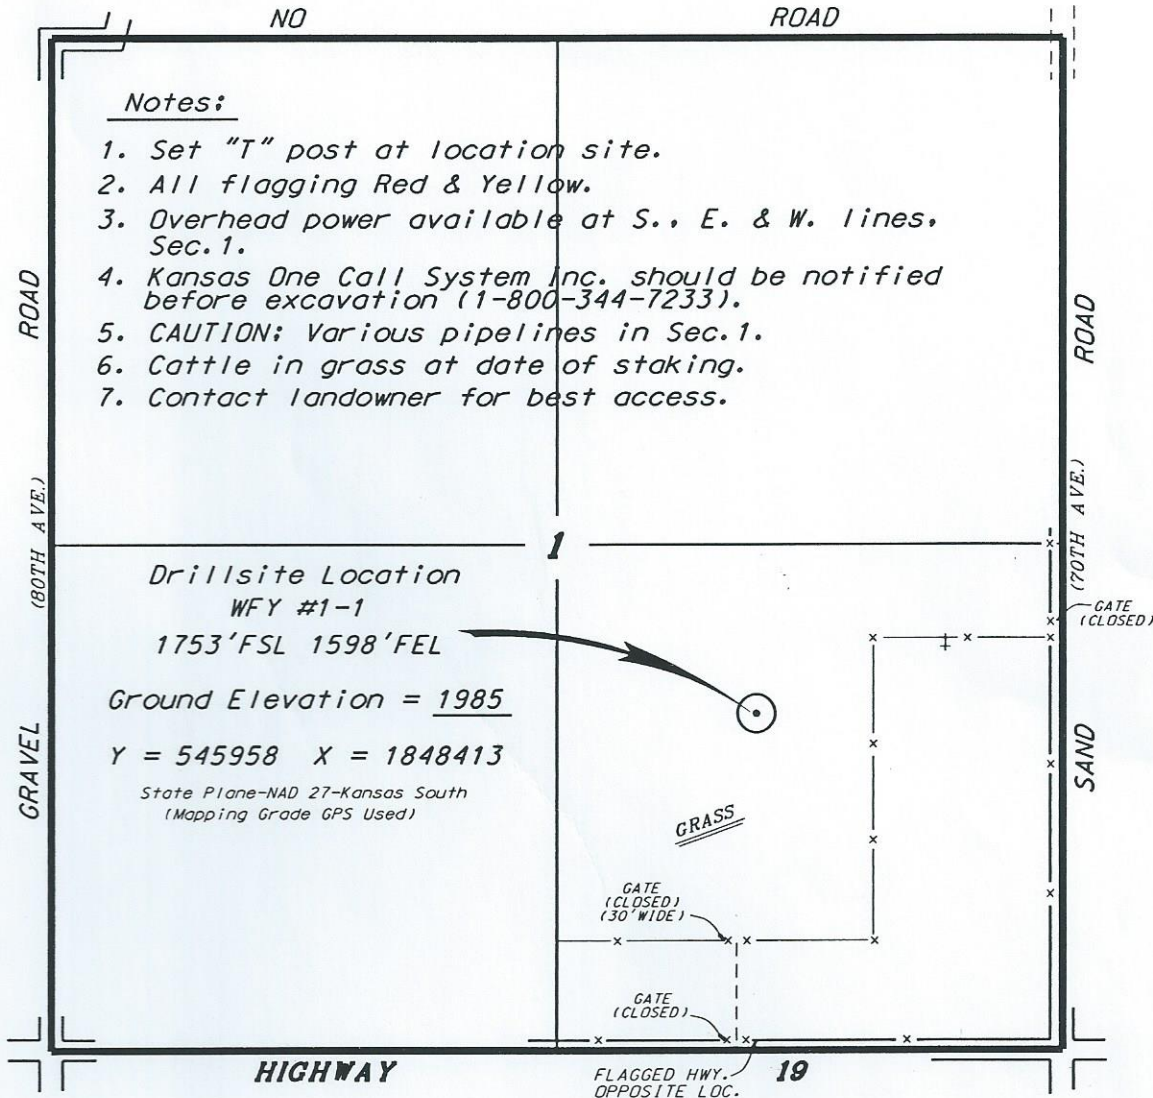 NO ROAD
Notes:
1. Set "T" post at location site.
2. All flagging Red & Yellow.
3. Overhead power available at S., E. & W. lines,
Sec. 1.
4. Kansas One Call System Inc. should be notified
before excavation (1-800-344-7233).
5. CAUTION: Various pipelines in Sec. 1.
6. Cattle in grass at date of staking.
7. Contact landowner for best access.
GRAVEL (80TH AVE.) ROAD
SAND (70TH AVE.) ROAD
1
Drillsite Location
WFY #1-1
1753'FSL 1598'FEL
Ground Elevation = 1985
Y = 545958 X = 1848413
State Plane-NAD 27-Kansas South
(Mapping Grade GPS Used)
GATE
(CLOSED)
GRASS
GATE
(CLOSED)
(30'WIDE)
GATE
(CLOSED)
HIGHWAY 19
FLAGGED HWY.
OPPOSITE LOC.